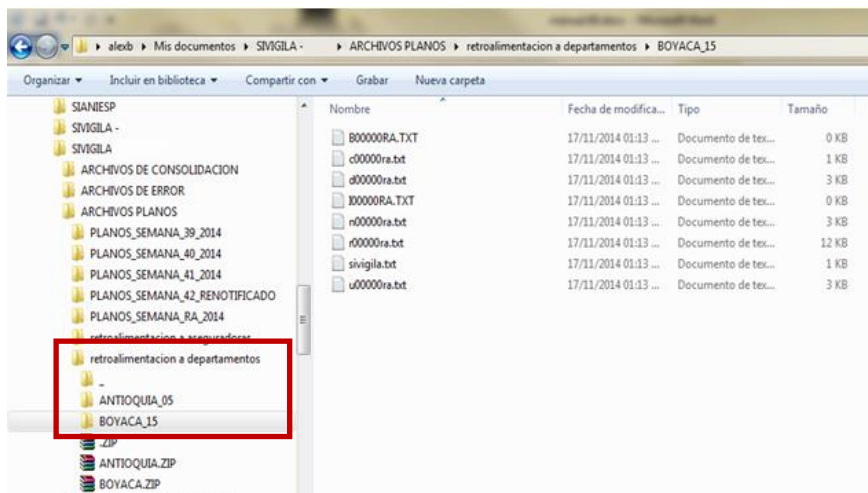 alexb ▸ Mis documentos ▸ SIVIGILA - ▸ ARCHIVOS PLANOS ▸ retroalimentacion a departamentos ▸ BOYACA_15
Organizar Incluir en biblioteca Compartir con Grabar Nueva carpeta
SIANIESP
SIVIGILA -
SIVIGILA
ARCHIVOS DE CONSOLIDACION
ARCHIVOS DE ERROR
ARCHIVOS PLANOS
PLANOS_SEMANA_39_2014
PLANOS_SEMANA_40_2014
PLANOS_SEMANA_41_2014
PLANOS_SEMANA_42_RENOTIFICADO
PLANOS_SEMANA_RA_2014
retroalimentacion a aseguradoras
retroalimentacion a departamentos
_
ANTIOQUIA_05
BOYACA_15
.ZIP
ANTIOQUIA.ZIP
BOYACA.ZIP
Nombre Fecha de modifica... Tipo Tamaño
B00000RA.TXT 17/11/2014 01:13 ... Documento de tex... 0 KB
c00000ra.txt 17/11/2014 01:13 ... Documento de tex... 1 KB
d00000ra.txt 17/11/2014 01:13 ... Documento de tex... 3 KB
I00000RA.TXT 17/11/2014 01:13 ... Documento de tex... 0 KB
n00000ra.txt 17/11/2014 01:13 ... Documento de tex... 3 KB
r00000ra.txt 17/11/2014 01:13 ... Documento de tex... 12 KB
sivigila.txt 17/11/2014 01:13 ... Documento de tex... 1 KB
u00000ra.txt 17/11/2014 01:13 ... Documento de tex... 3 KB